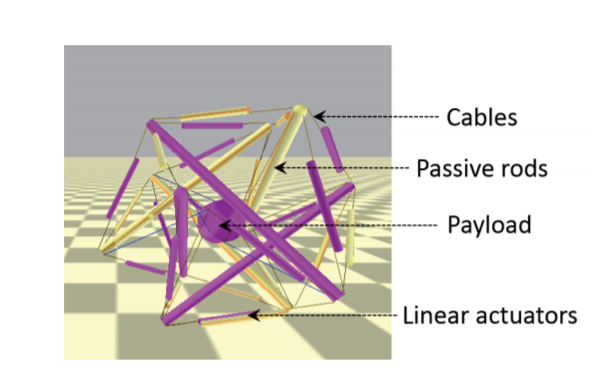 Cables
Passive rods
Payload
Linear actuators